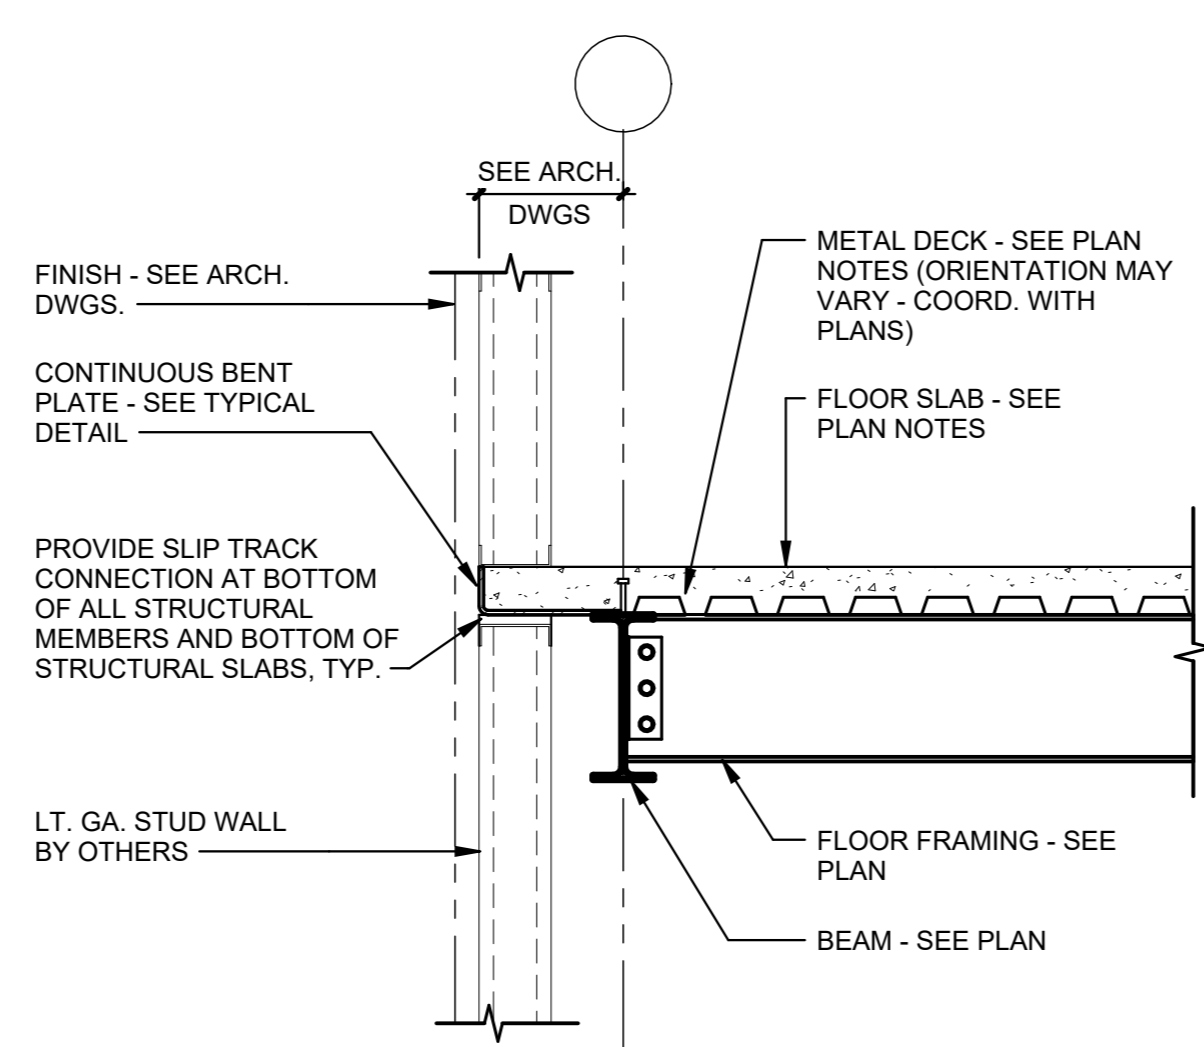 SEE ARCH.
DWGS
FINISH - SEE ARCH.
DWGS.
CONTINUOUS BENT
PLATE - SEE TYPICAL
DETAIL
PROVIDE SLIP TRACK
CONNECTION AT BOTTOM
OF ALL STRUCTURAL
MEMBERS AND BOTTOM OF
STRUCTURAL SLABS, TYP.
LT. GA. STUD WALL
BY OTHERS
METAL DECK - SEE PLAN
NOTES (ORIENTATION MAY
VARY - COORD. WITH
PLANS)
FLOOR SLAB - SEE
PLAN NOTES
FLOOR FRAMING - SEE
PLAN
BEAM - SEE PLAN